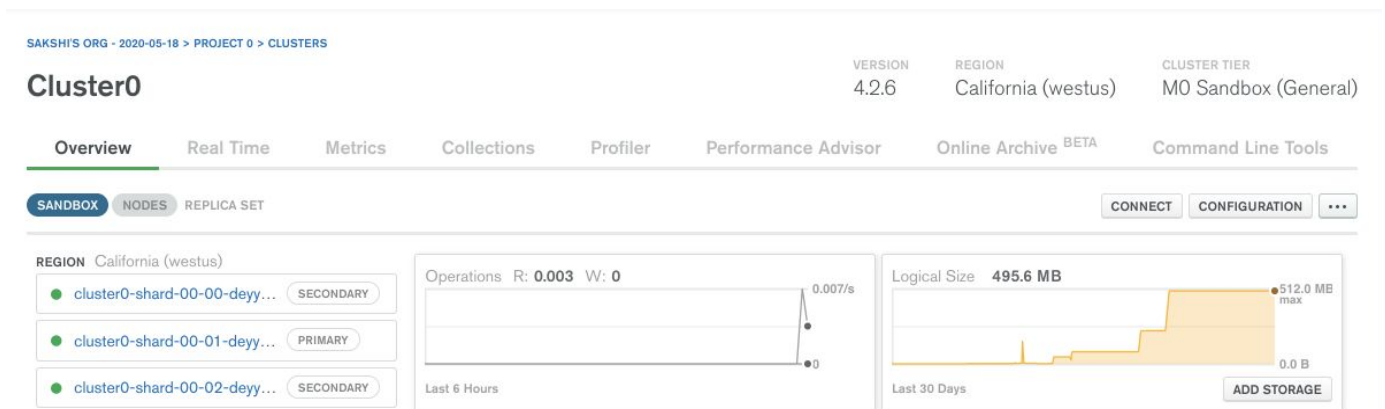 SAKSHI'S ORG - 2020-05-18 > PROJECT 0 > CLUSTERS
Cluster0
VERSION
4.2.6
REGION
California (westus)
CLUSTER TIER
M0 Sandbox (General)
Overview Real Time Metrics Collections Profiler Performance Advisor Online Archive BETA Command Line Tools
SANDBOX NODES REPLICA SET
CONNECT CONFIGURATION ...
REGION California (westus)
cluster0-shard-00-00-deyy... SECONDARY
cluster0-shard-00-01-deyy... PRIMARY
cluster0-shard-00-02-deyy... SECONDARY
Operations R: 0.003 W: 0
0.007/s
0
Last 6 Hours
Logical Size 495.6 MB
512.0 MB
max
0.0 B
Last 30 Days
ADD STORAGE